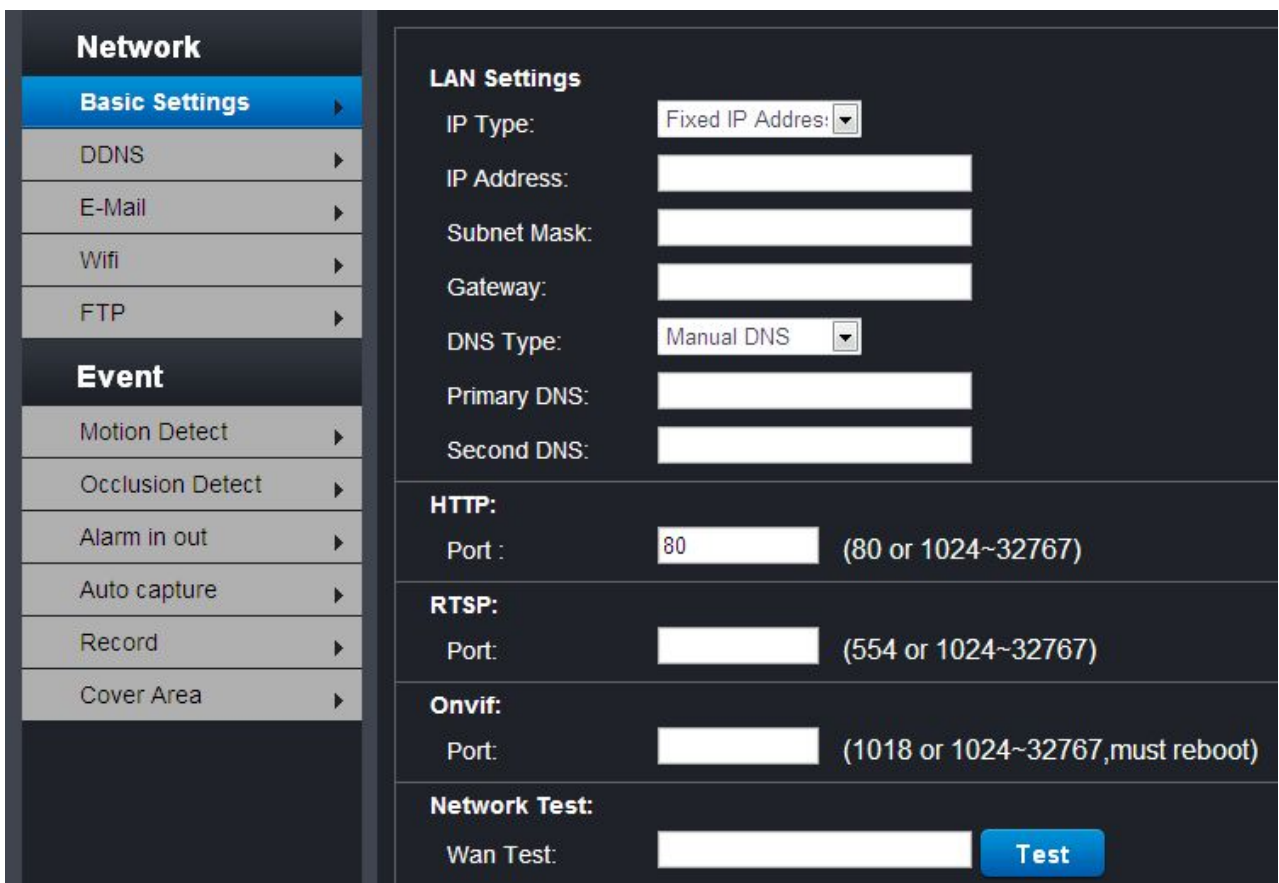 Network
Basic Settings
DDNS
E-Mail
Wifi
FTP
Event
Motion Detect
Occlusion Detect
Alarm in out
Auto capture
Record
Cover Area
LAN Settings
IP Type: Fixed IP Addres
IP Address:
Subnet Mask:
Gateway:
DNS Type: Manual DNS
Primary DNS:
Second DNS:
HTTP:
Port : 80 (80 or 1024~32767)
RTSP:
Port: (554 or 1024~32767)
Onvif:
Port: (1018 or 1024~32767,must reboot)
Network Test:
Wan Test: Test